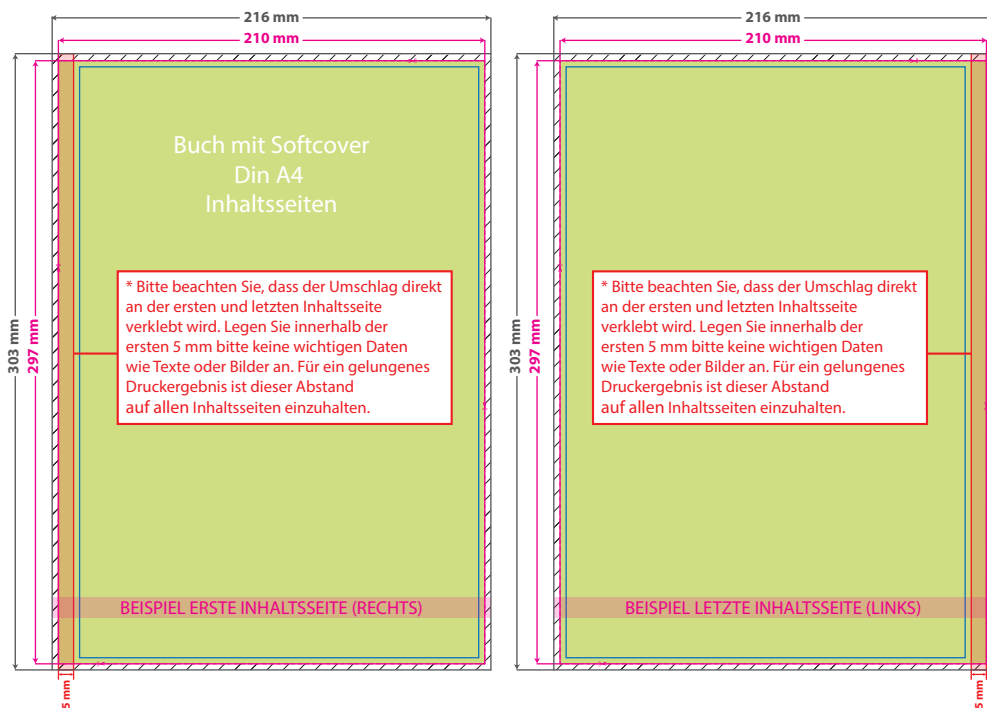 216 mm
210 mm
303 mm
297 mm
Buch mit Softcover
Din A4
Inhaltsseiten
* Bitte beachten Sie, dass der Umschlag direkt
an der ersten und letzten Inhaltsseite
verklebt wird. Legen Sie innerhalb der
ersten 5 mm bitte keine wichtigen Daten
wie Texte oder Bilder an. Für ein gelungenes
Druckergebnis ist dieser Abstand
auf allen Inhaltsseiten einzuhalten.
BEISPIEL ERSTE INHALTSSEITE (RECHTS)
5 mm
216 mm
210 mm
303 mm
297 mm
* Bitte beachten Sie, dass der Umschlag direkt
an der ersten und letzten Inhaltsseite
verklebt wird. Legen Sie innerhalb der
ersten 5 mm bitte keine wichtigen Daten
wie Texte oder Bilder an. Für ein gelungenes
Druckergebnis ist dieser Abstand
auf allen Inhaltsseiten einzuhalten.
BEISPIEL LETZTE INHALTSSEITE (LINKS)
5 mm